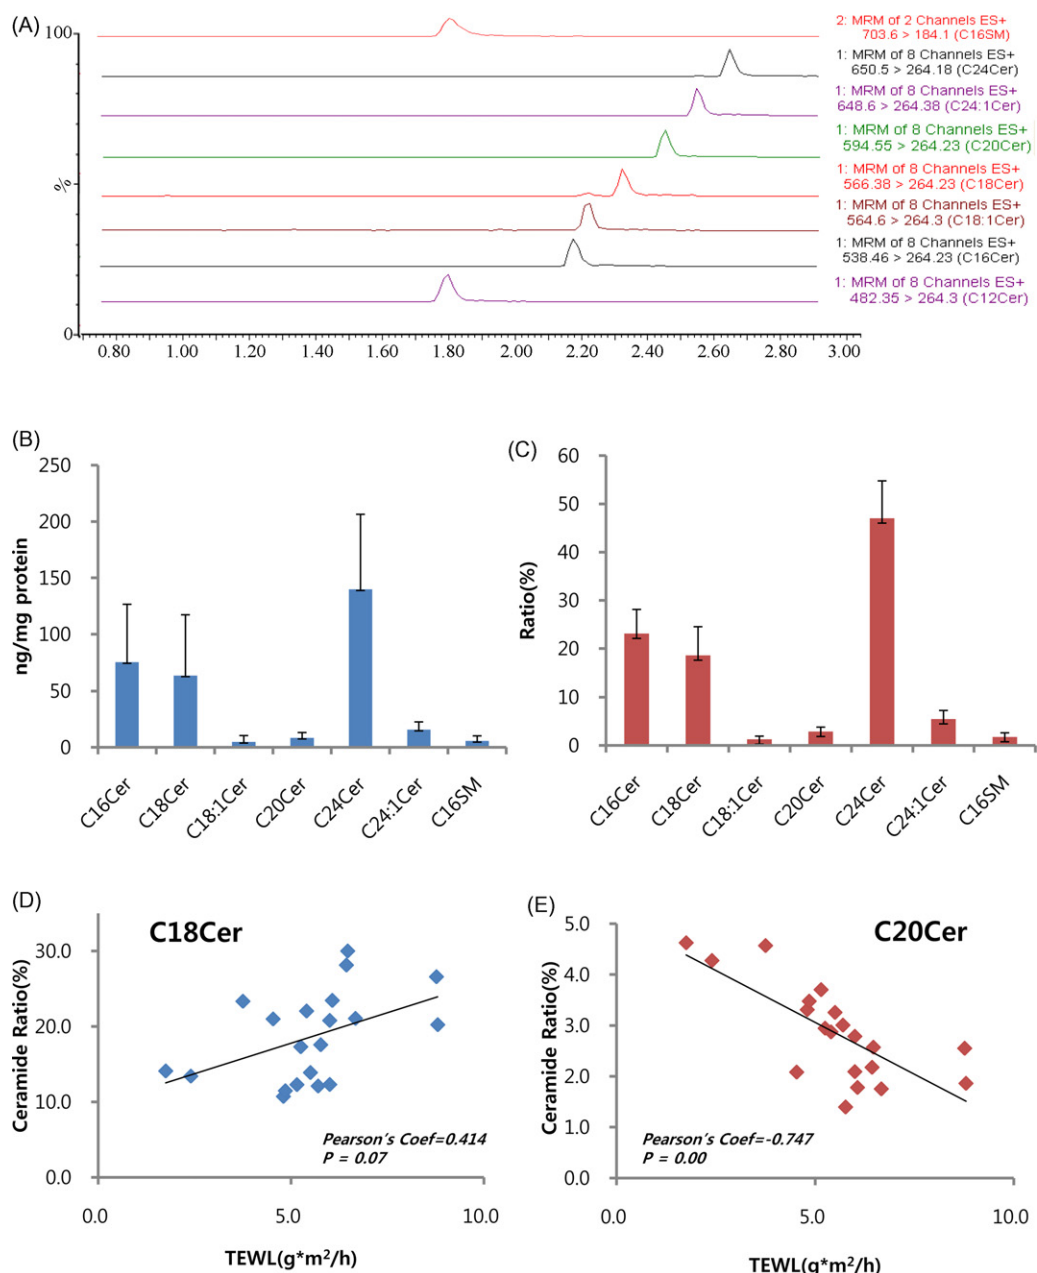 (A)
100
%
0
2: MRM of 2 Channels ES+
703.6 > 184.1 (C16SM)
1: MRM of 8 Channels ES+
650.5 > 264.18 (C24Cer)
1: MRM of 8 Channels ES+
648.6 > 264.38 (C24:1Cer)
1: MRM of 8 Channels ES+
594.55 > 264.23 (C20Cer)
1: MRM of 8 Channels ES+
566.38 > 264.23 (C18Cer)
1: MRM of 8 Channels ES+
564.6 > 264.3 (C18:1Cer)
1: MRM of 8 Channels ES+
538.46 > 264.23 (C16Cer)
1: MRM of 8 Channels ES+
482.35 > 264.3 (C12Cer)
0.80 1.00 1.20 1.40 1.60 1.80 2.00 2.20 2.40 2.60 2.80 3.00
(B)
ng/mg protein
250
200
150
100
50
0
C16Cer C18Cer C18:1Cer C20Cer C24Cer C24:1Cer C16SM
(C)
Ratio(%)
60
50
40
30
20
10
0
C16Cer C18Cer C18:1Cer C20Cer C24Cer C24:1Cer C16SM
(D)
C18Cer
Ceramide Ratio(%)
30.0
20.0
10.0
0.0
Pearson's Coef=0.414
P = 0.07
0.0 5.0 10.0
TEWL(g*m²/h)
(E)
C20Cer
Ceramide Ratio(%)
5.0
4.0
3.0
2.0
1.0
0.0
Pearson's Coef=-0.747
P = 0.00
0.0 5.0 10.0
TEWL(g*m²/h)